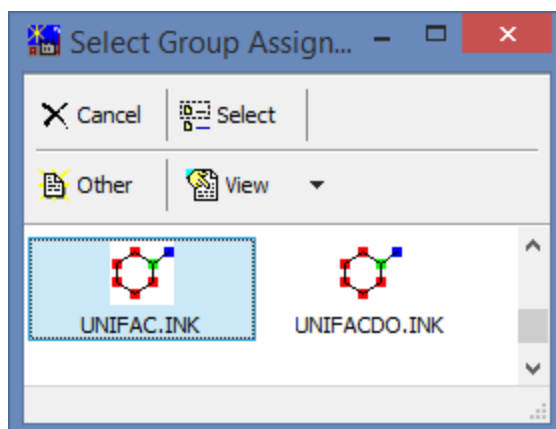 Select Group Assign...
Cancel Select
Other View
UNIFAC.INK UNIFACDO.INK